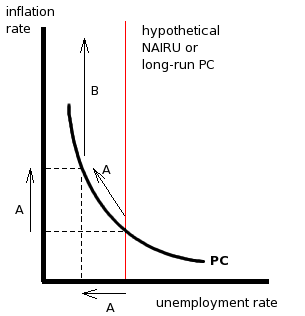 inflation
rate
hypothetical
NAIRU or
long-run PC
B
A
A
PC
unemployment rate
A